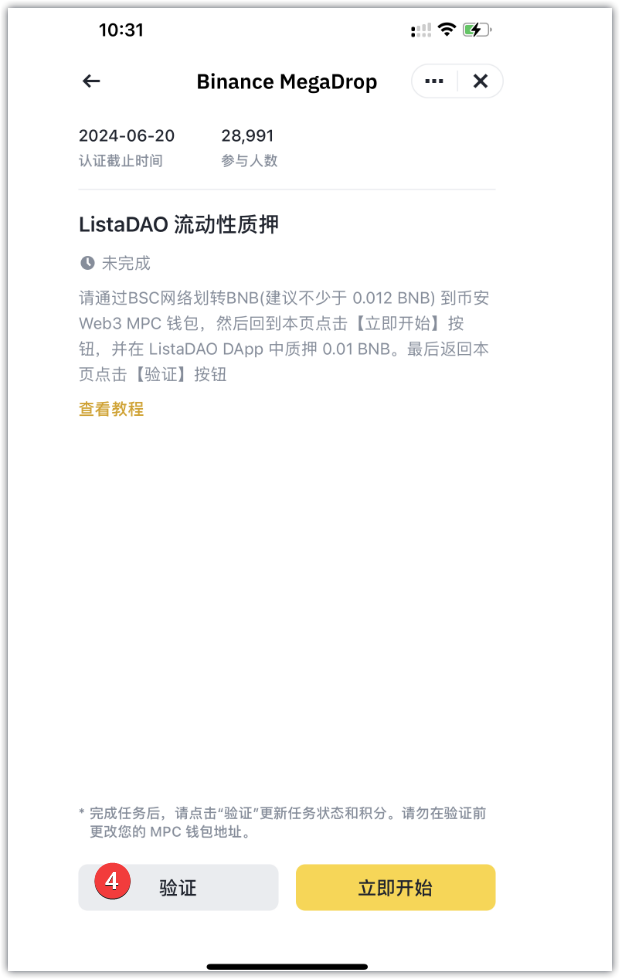 10:31
Binance MegaDrop
2024-06-20 28,991
认证截止时间 参与人数
ListaDAO 流动性质押
未完成
请通过BSC网络划转BNB(建议不少于 0.012 BNB) 到币安
Web3 MPC 钱包，然后回到本页点击【立即开始】按
钮，并在 ListaDAO DApp 中质押 0.01 BNB。最后返回本
页点击【验证】按钮
查看教程
* 完成任务后，请点击“验证”更新任务状态和积分。请勿在验证前
更改您的 MPC 钱包地址。
4 验证 立即开始